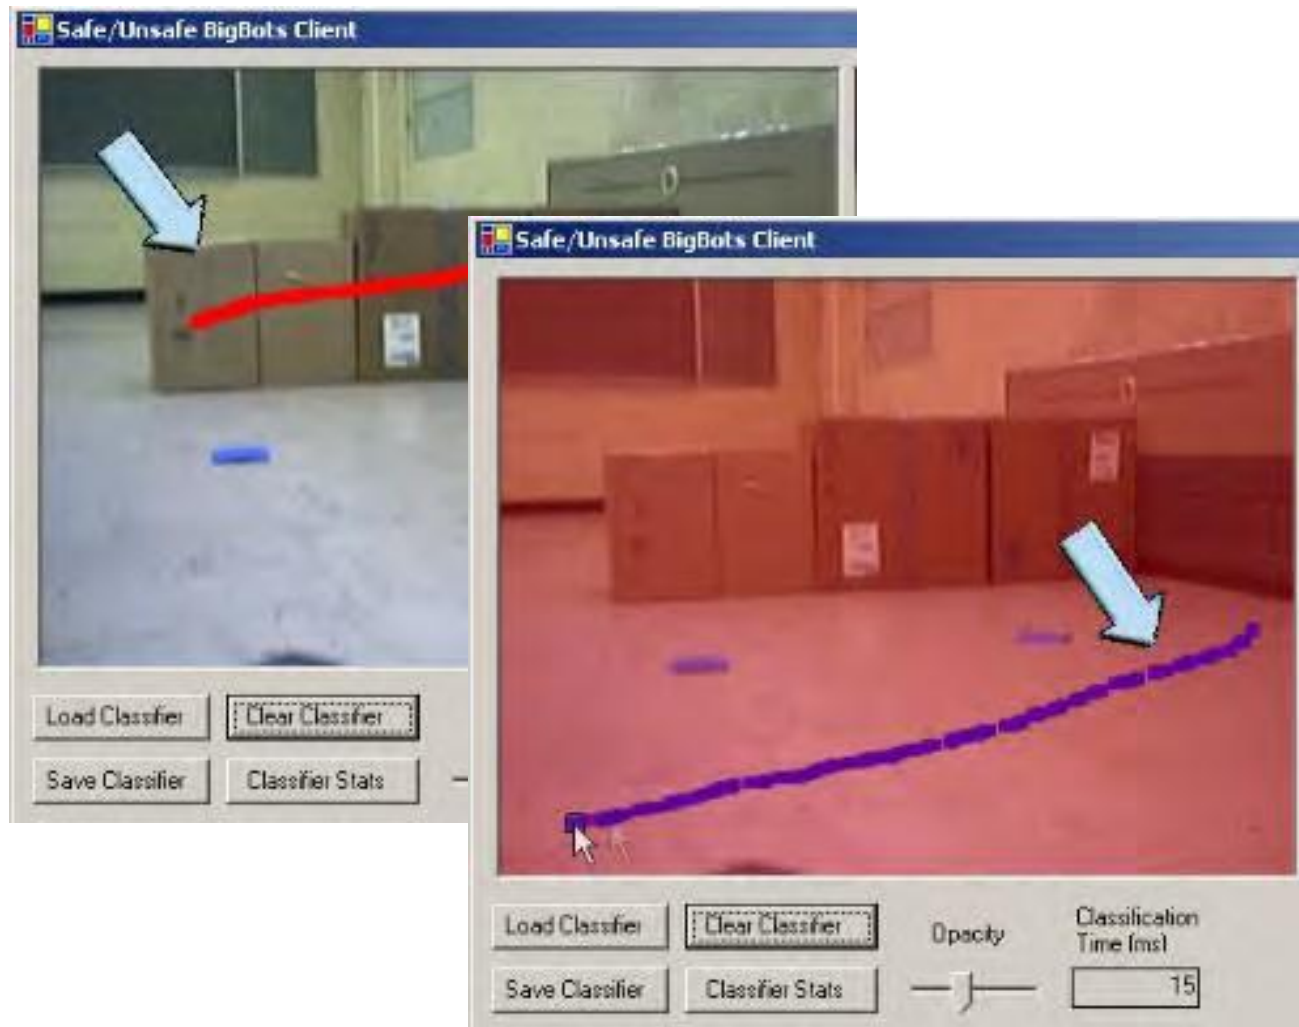 Safe/Unsafe BigBots Client
Load Classifier
Clear Classifier
Save Classifier
Classifier Stats
Safe/Unsafe BigBots Client
Load Classifier
Clear Classifier
Opacity
Classification
Time (ms)
Save Classifier
Classifier Stats
15